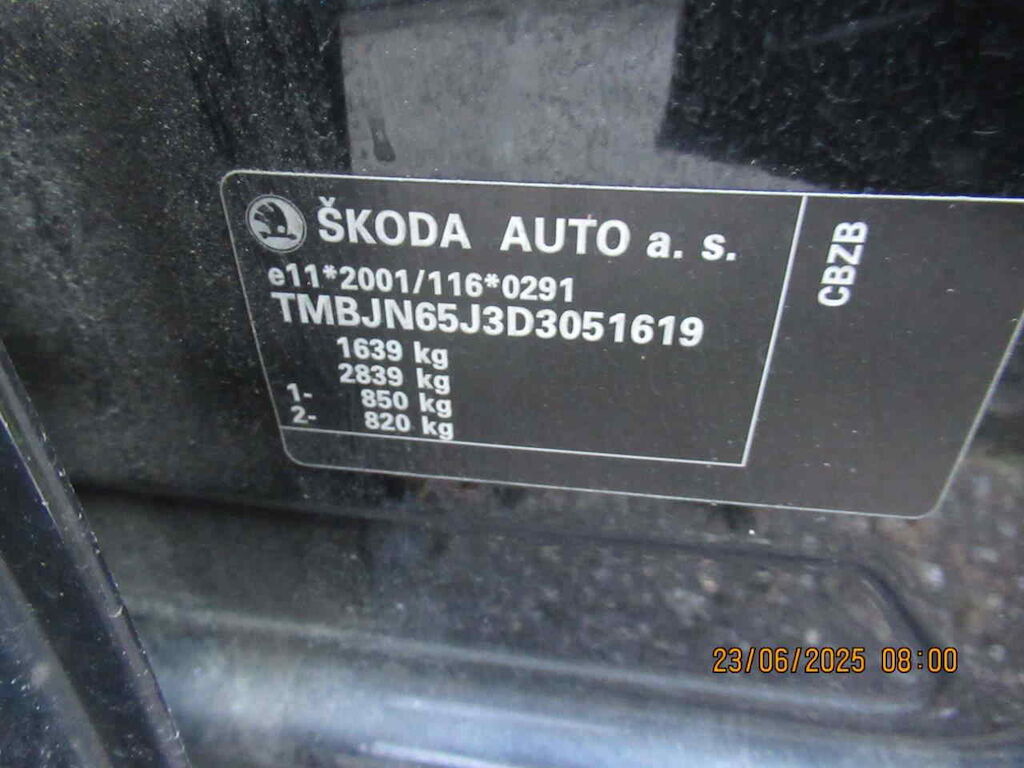 ŠKODA AUTO a. s.
e11*2001/116*0291
TMBJN65J3D3051619
1639 kg
2839 kg
1- 850 kg
2- 820 kg
CBZB
23/06/2025 08:00